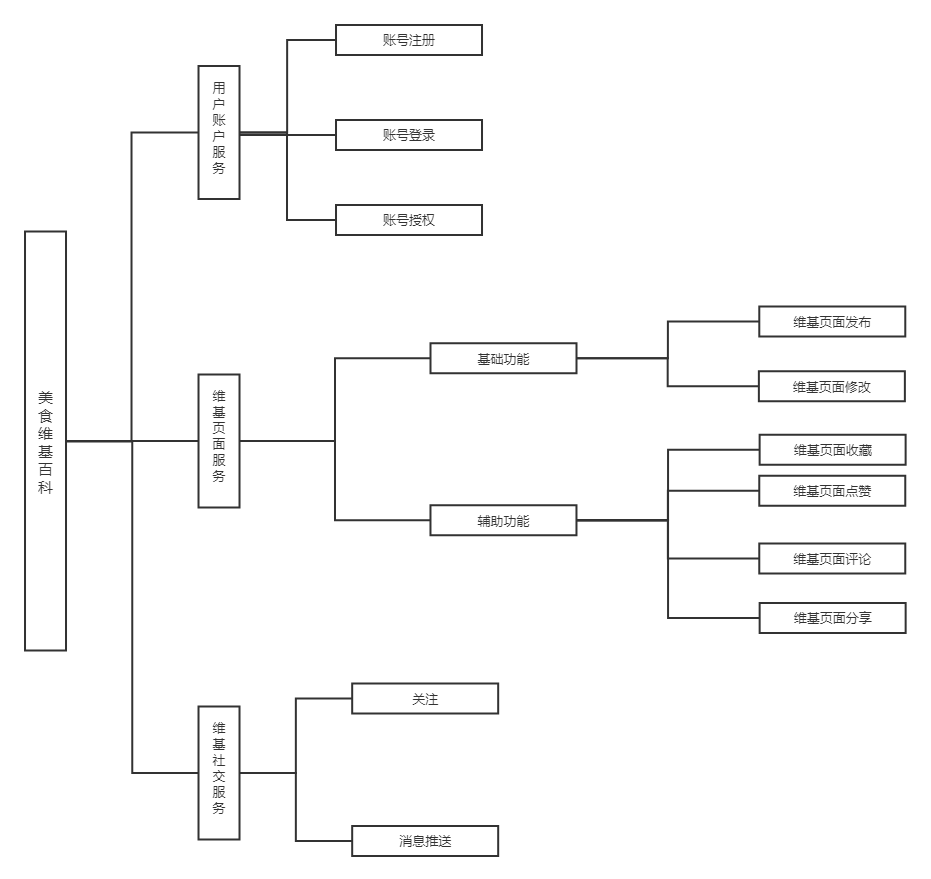 美食维基百科
用户账户服务
账号注册
账号登录
账号授权
维基页面服务
基础功能
维基页面发布
维基页面修改
辅助功能
维基页面收藏
维基页面点赞
维基页面评论
维基页面分享
维基社交服务
关注
消息推送